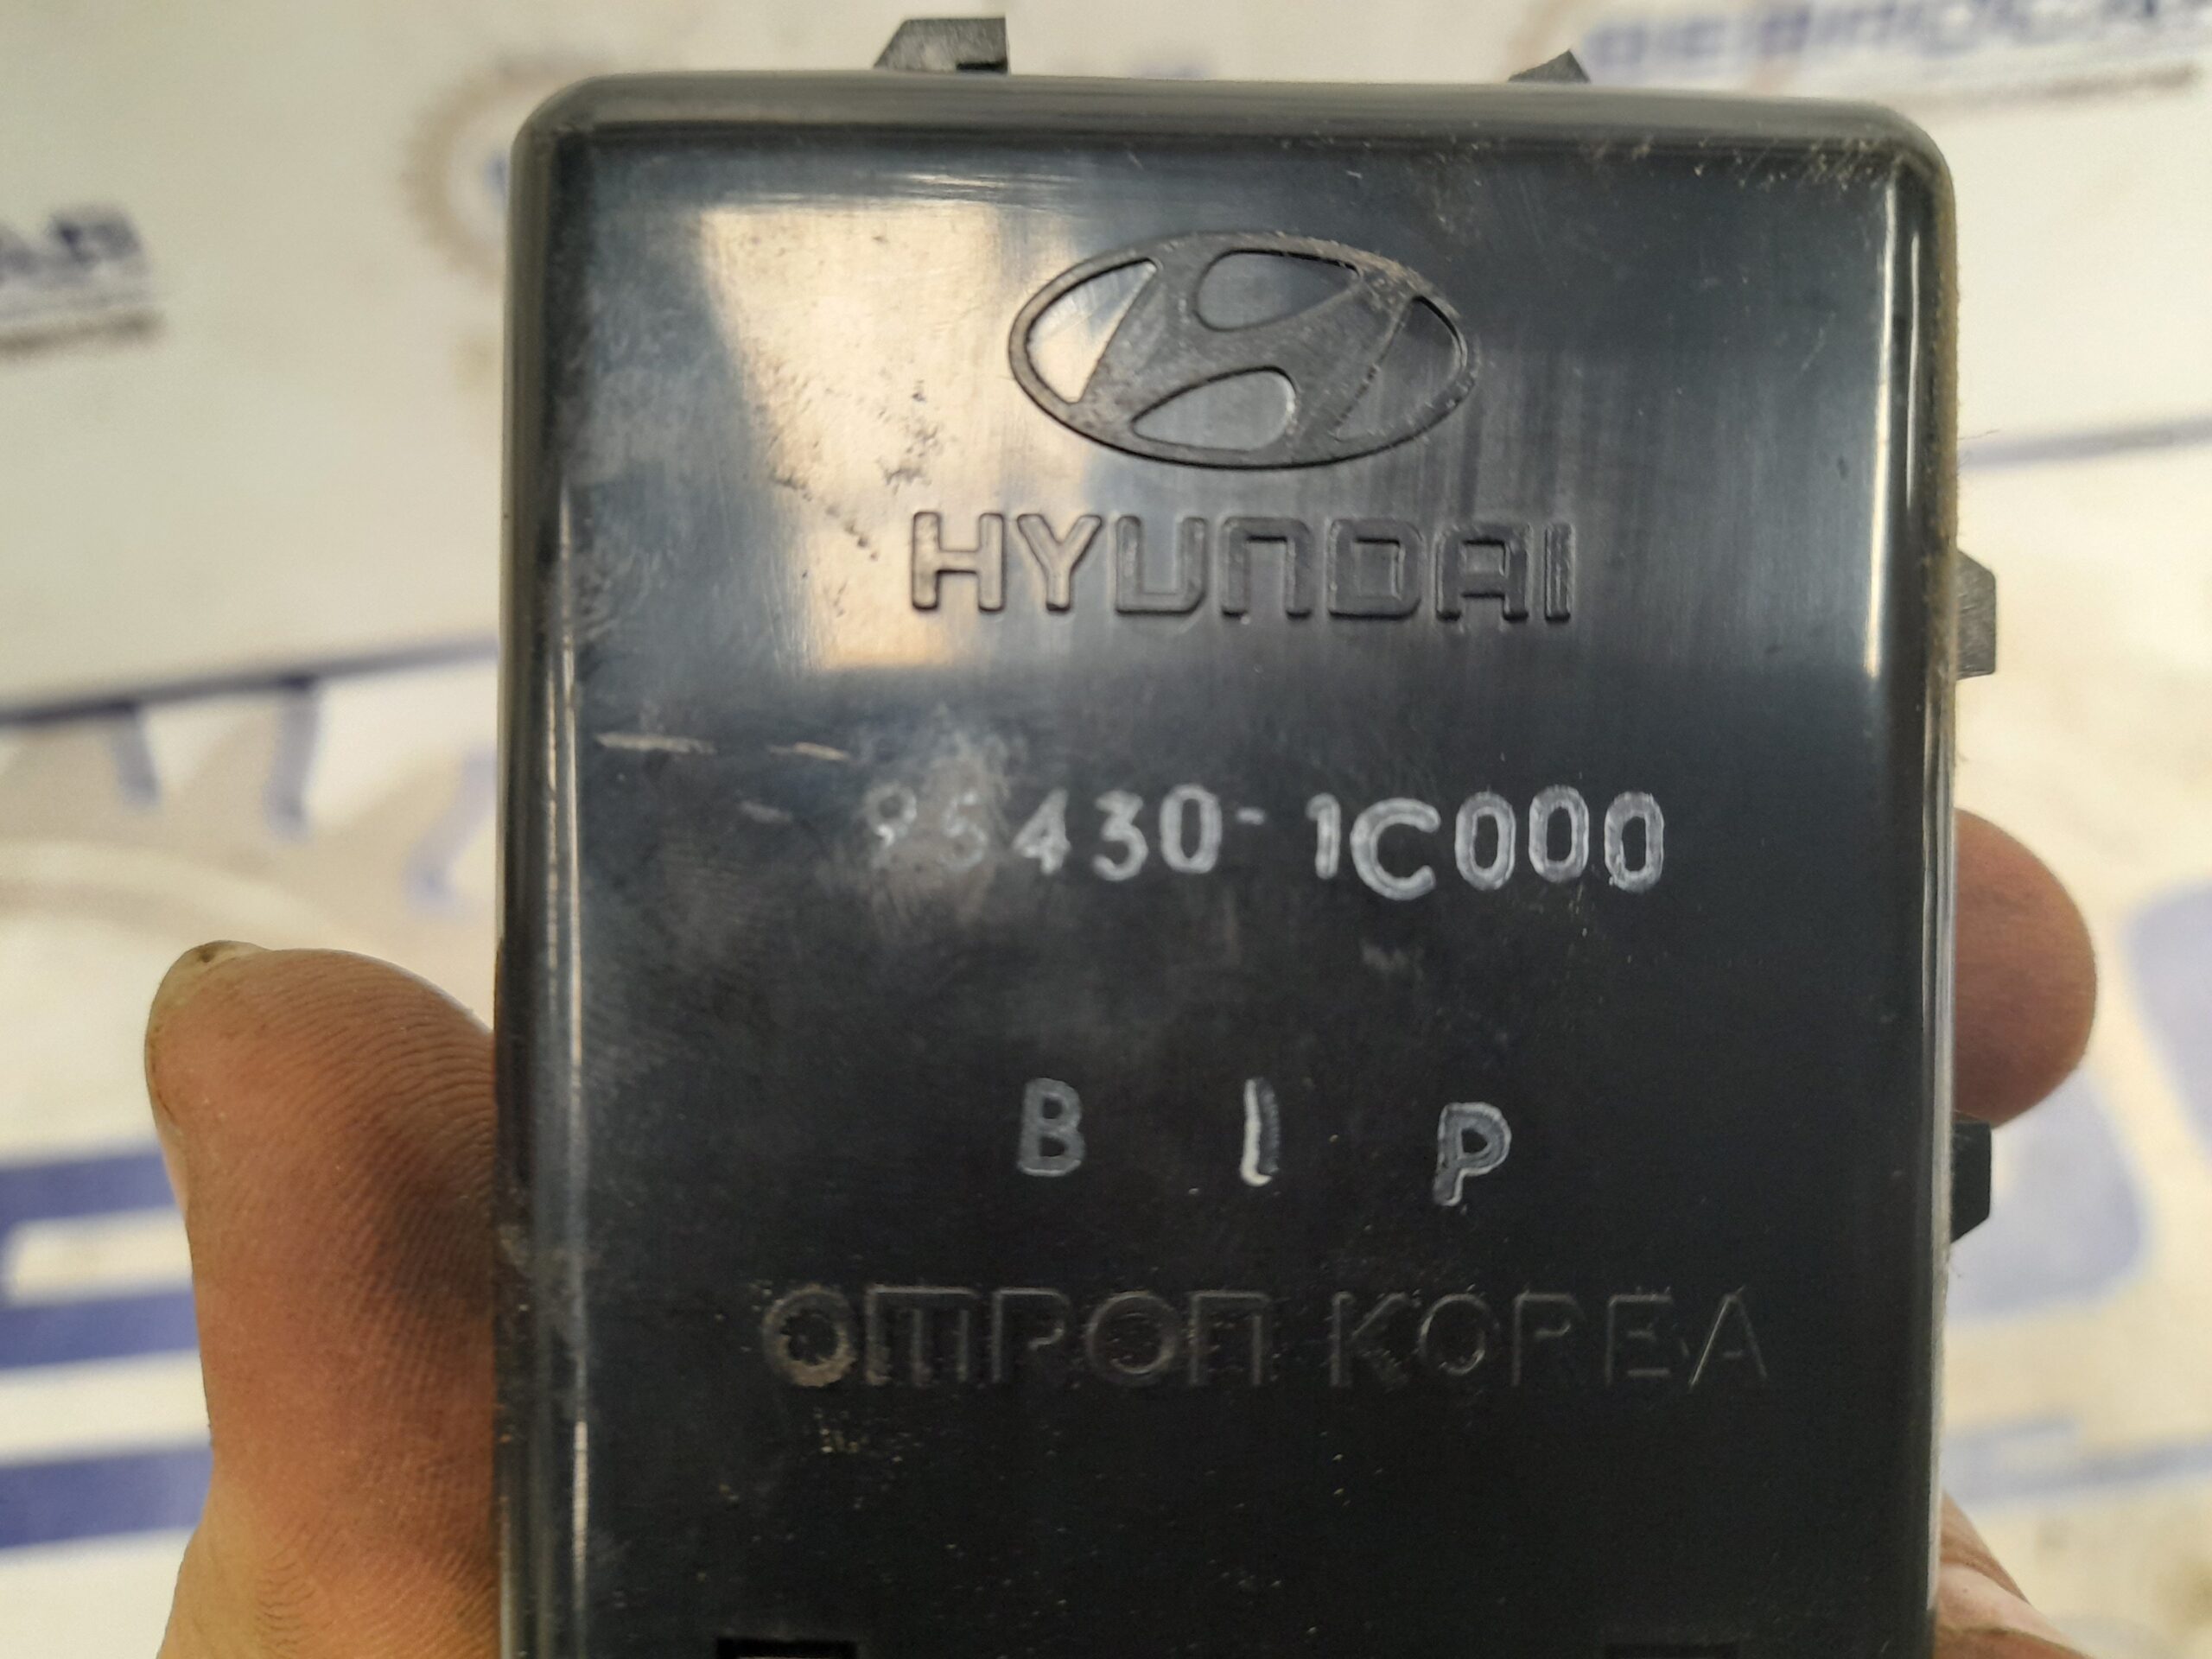 HYUNDAI
95430-1C000
B I P
OMRON KOREA